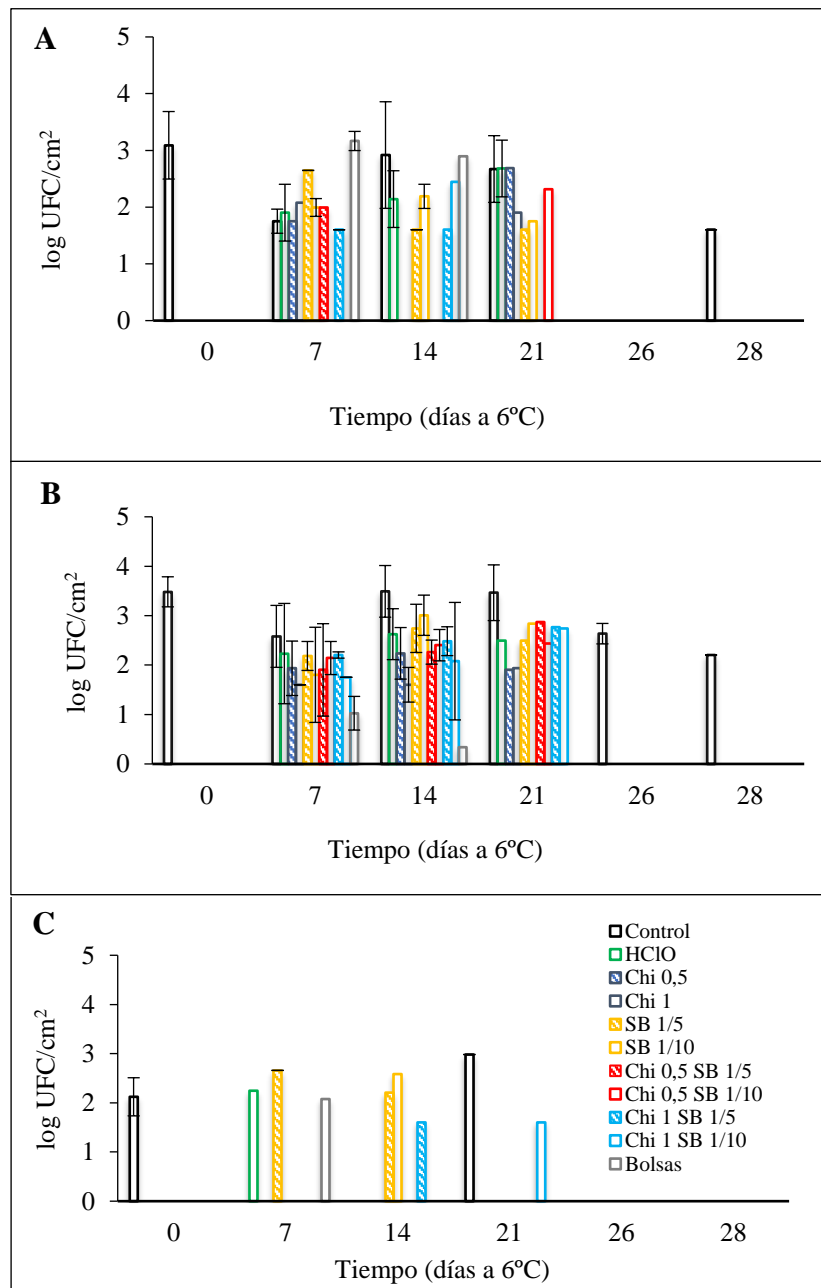 A
5
4
3
2
1
0
log UFC/cm2
0 7 14 21 26 28
Tiempo (días a 6ºC)
B
5
4
3
2
1
0
log UFC/cm2
0 7 14 21 26 28
Tiempo (días a 6ºC)
C
5
4
3
2
1
0
log UFC/cm2
0 7 14 21 26 28
Tiempo (días a 6ºC)
Control
HClO
Chi 0,5
Chi 1
SB 1/5
SB 1/10
Chi 0,5 SB 1/5
Chi 0,5 SB 1/10
Chi 1 SB 1/5
Chi 1 SB 1/10
Bolsas